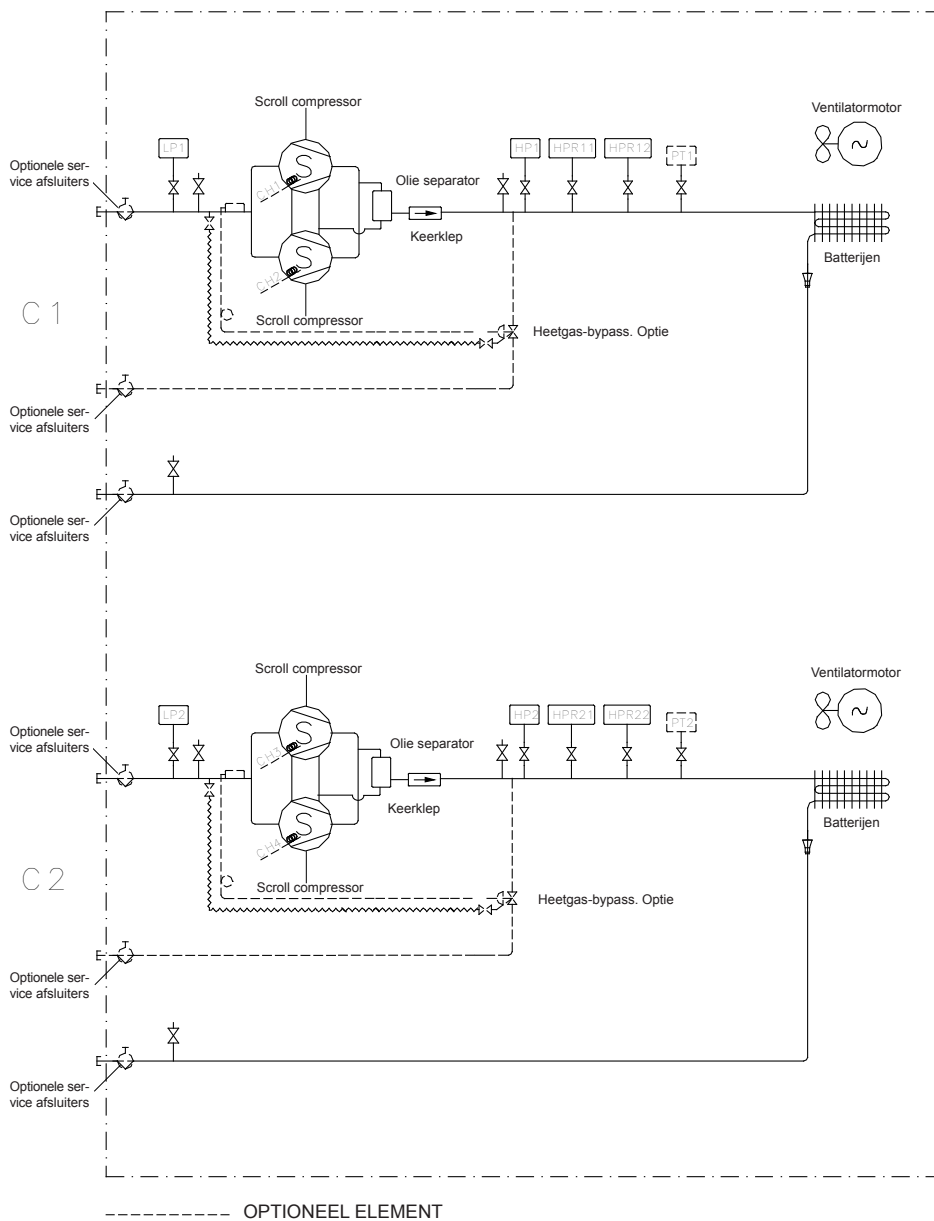 Scroll compressor
Ventilatormotor
LP1
HP1
HPR11
HPR12
PT1
Optionele ser-
vice afsluiters
CH1
Olie separator
Keerklep
S
Batterijen
CH2
S
C1
Scroll compressor
Heetgas-bypass. Optie
Optionele ser-
vice afsluiters
Optionele ser-
vice afsluiters
Scroll compressor
Ventilatormotor
LP2
HP2
HPR21
HPR22
PT2
Optionele ser-
vice afsluiters
CH3
Olie separator
Keerklep
S
Batterijen
CH4
S
C2
Scroll compressor
Heetgas-bypass. Optie
Optionele ser-
vice afsluiters
Optionele ser-
vice afsluiters
OPTIONEEL ELEMENT